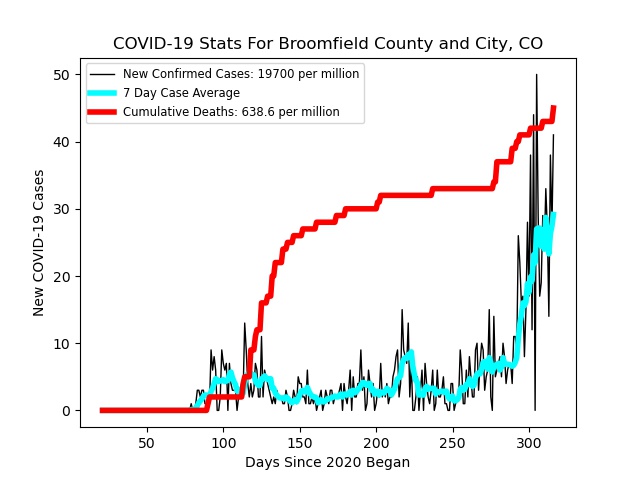 COVID-19 Stats For Broomfield County and City, CO
New Confirmed Cases: 19700 per million
7 Day Case Average
Cumulative Deaths: 638.6 per million
50
40
30
20
10
0
New COVID-19 Cases
50 100 150 200 250 300
Days Since 2020 Began